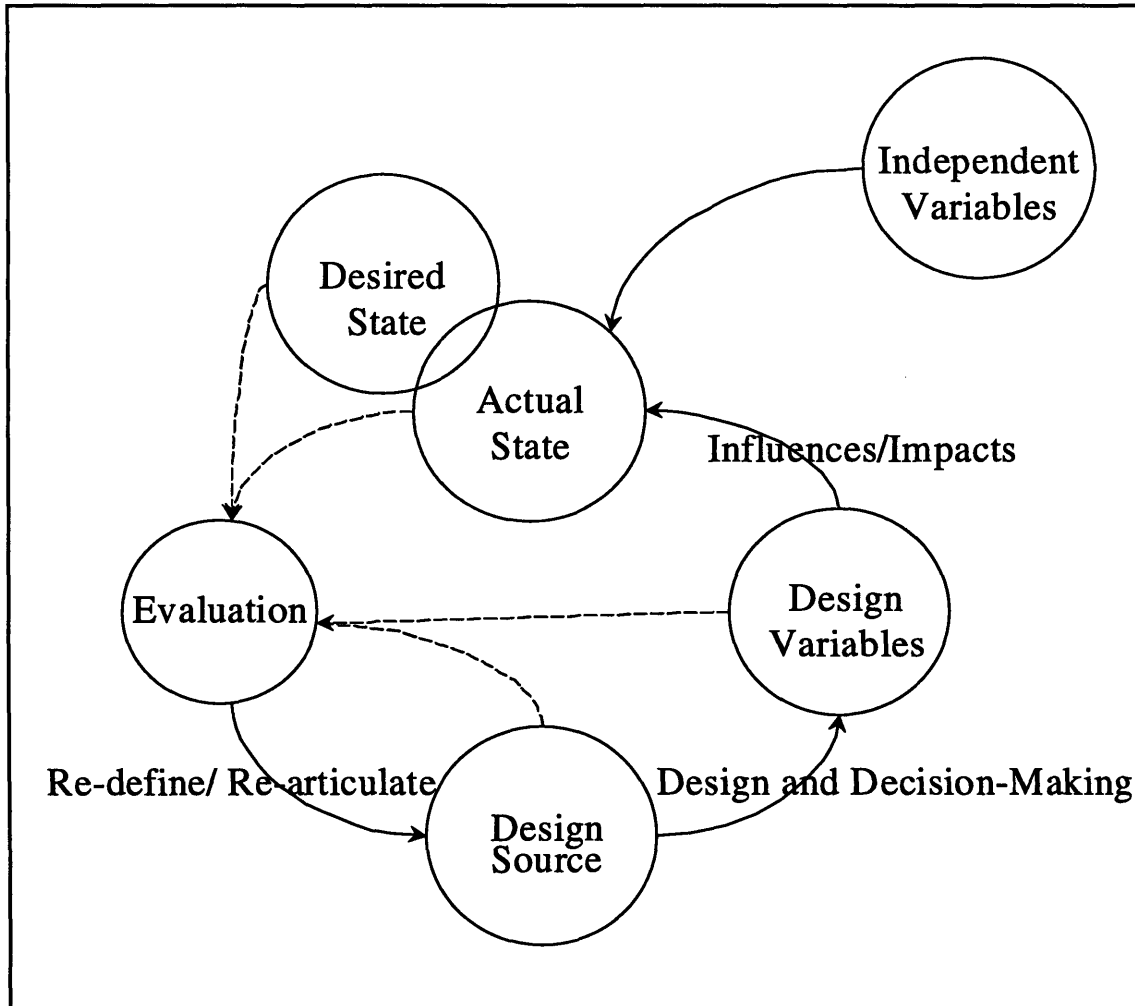 Independent
Variables
Desired
State
Actual
State
Influences/Impacts
Evaluation
Design
Variables
Re-define/ Re-articulate
Design and Decision-Making
Design
Source